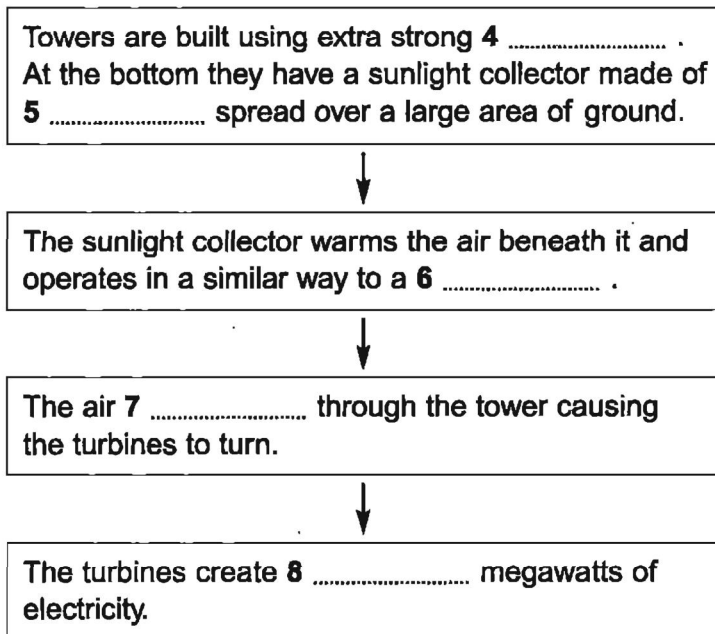 Towers are built using extra strong 4 .............................. .
At the bottom they have a sunlight collector made of
5 .............................. spread over a large area of ground.
The sunlight collector warms the air beneath it and
operates in a similar way to a 6 .............................. .
The air 7 .............................. through the tower causing
the turbines to turn.
The turbines create 8 .............................. megawatts of
electricity.